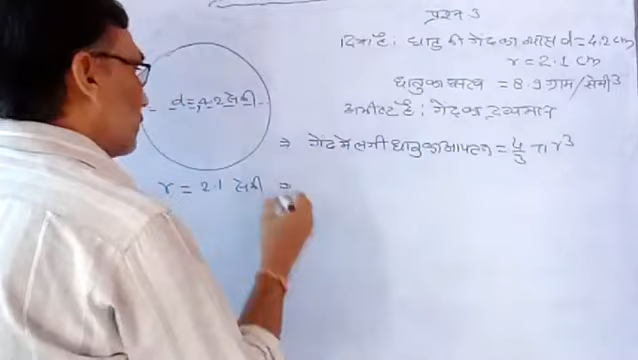 प्रश्न 3
दिया है: धातु की गेंद का व्यास d = 4.2 cm
r = 2.1 cm
धातु का घनत्व = 8.9 ग्राम/सेमी³
अभीष्ट है: गेंद का द्रव्यमान
d = 4.2 सेमी
⇒ गेंद में लगी धातु का आयतन = 4/3 π r³
r = 2.1 सेमी ⇒